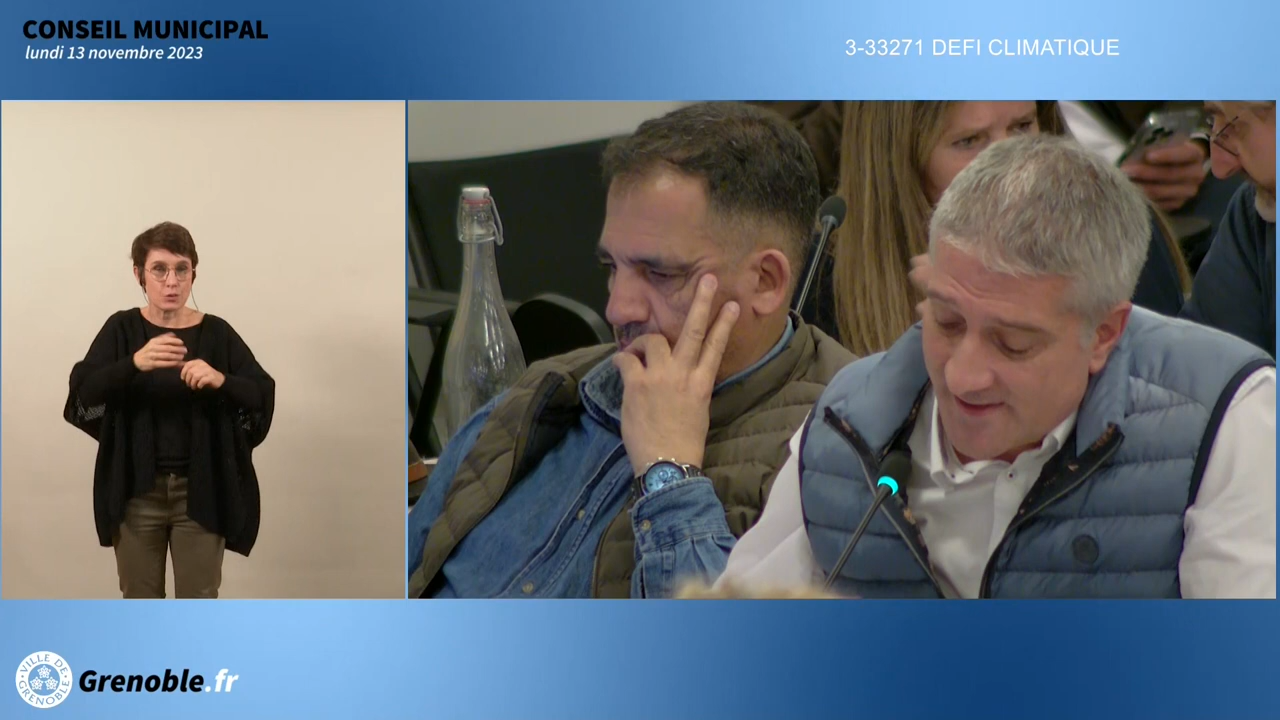 CONSEIL MUNICIPAL
lundi 13 novembre 2023
3-33271 DEFI CLIMATIQUE
VILLE DE
GRENOBLE
Grenoble.fr